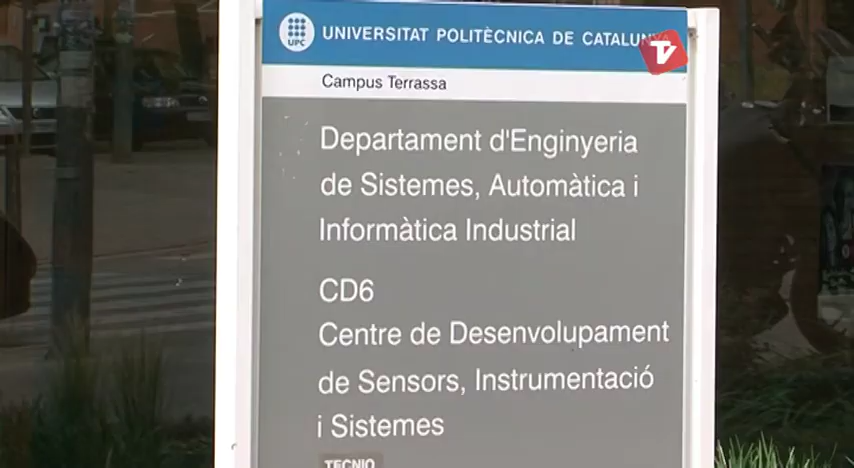 UPC
UNIVERSITAT POLITÈCNICA DE CATALUNYA
TV
Campus Terrassa
Departament d'Enginyeria
de Sistemes, Automàtica i
Informàtica Industrial
CD6
Centre de Desenvolupament
de Sensors, Instrumentació
i Sistemes
TECNIO